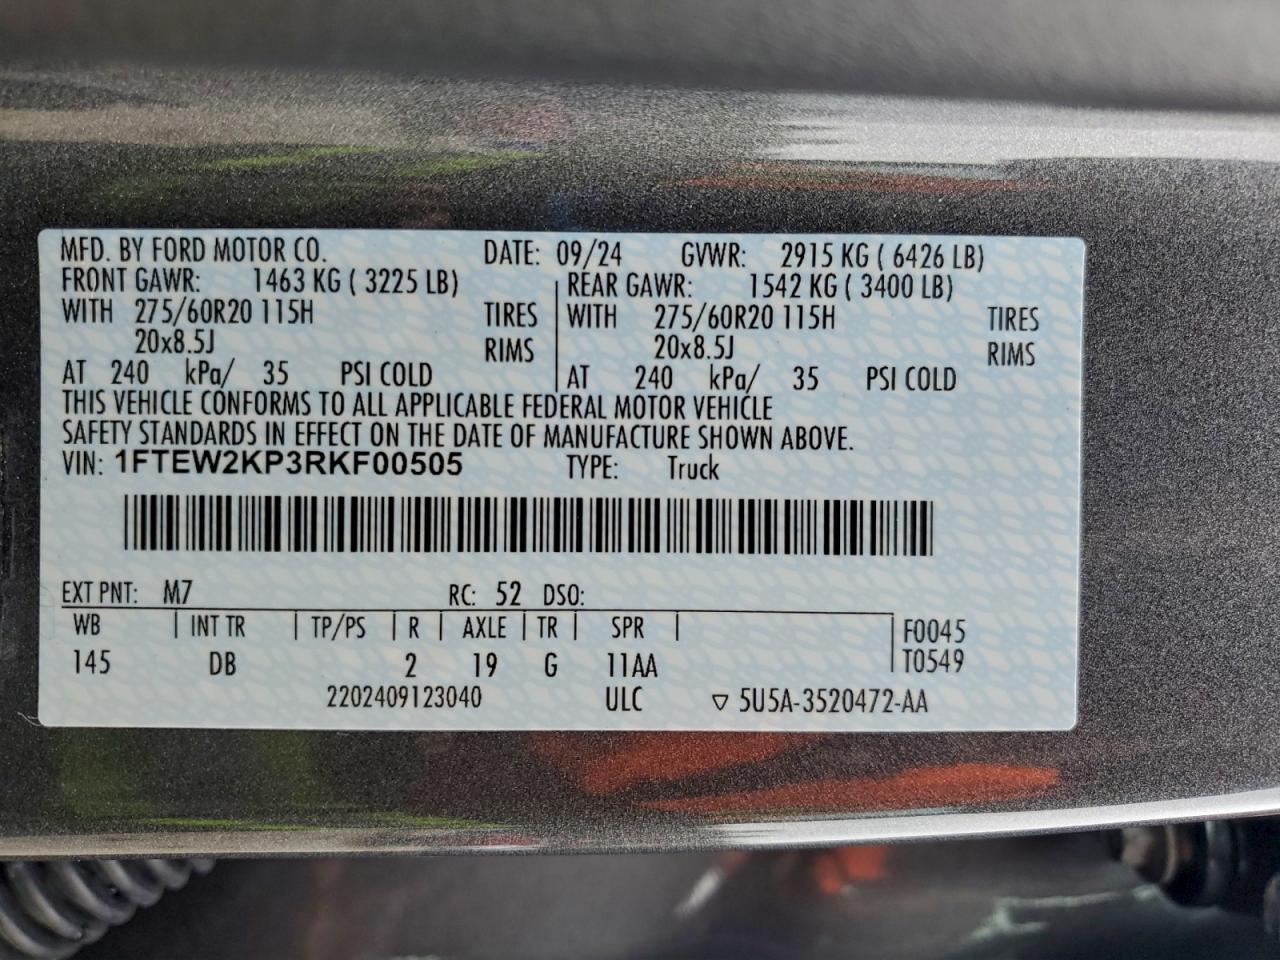 MFD. BY FORD MOTOR CO. DATE: 09/24 GVWR: 2915 KG ( 6426 LB)
FRONT GAWR: 1463 KG ( 3225 LB) REAR GAWR: 1542 KG ( 3400 LB)
WITH 275/60R20 115H TIRES WITH 275/60R20 115H TIRES
20x8.5J RIMS 20x8.5J RIMS
AT 240 kPa/ 35 PSI COLD AT 240 kPa/ 35 PSI COLD
THIS VEHICLE CONFORMS TO ALL APPLICABLE FEDERAL MOTOR VEHICLE
SAFETY STANDARDS IN EFFECT ON THE DATE OF MANUFACTURE SHOWN ABOVE.
VIN: 1FTEW2KP3RKF00505 TYPE: Truck
EXT PNT: M7 RC: 52 DSO:
WB INT TR TP/PS R AXLE TR SPR F0045
145 DB 2 19 G 11AA T0549
2202409123040 ULC ▽ 5U5A-3520472-AA